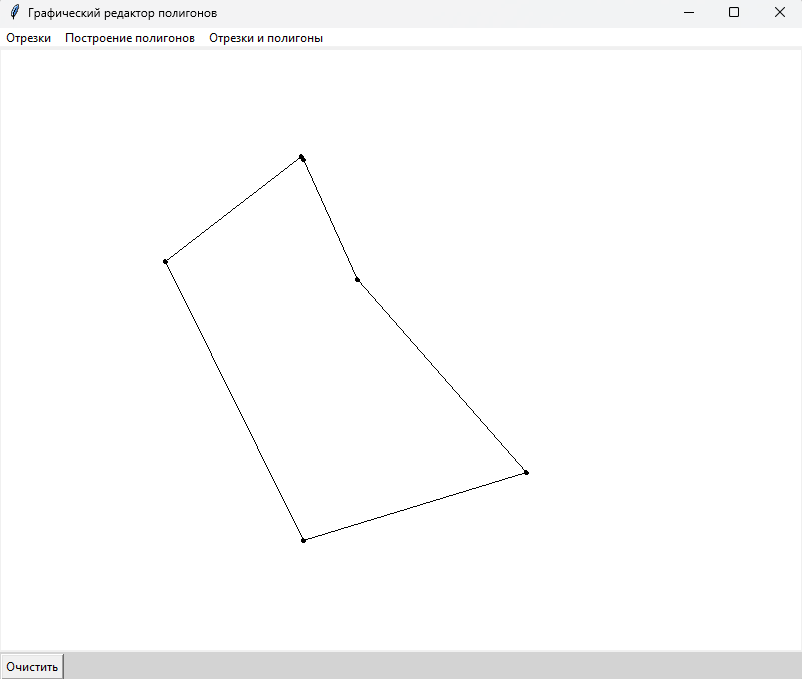 Графический редактор полигонов
Отрезки Построение полигонов Отрезки и полигоны
Очистить